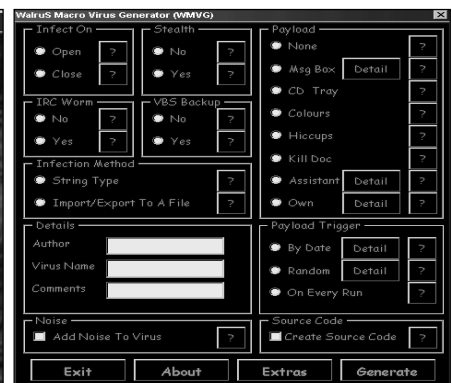 WalruS Macro Virus Generator (WMVG)
Infect On
Open ?
Close ?
Stealth
No ?
Yes ?
IRC Worm
No ?
Yes ?
VBS Backup
No ?
Yes ?
Infection Method
String Type ?
Import/Export To A File ?
Details
Author
Virus Name
Comments
Noise
Add Noise To Virus ?
Payload
None ?
Msg Box Detail ?
CD Tray ?
Colours ?
Hiccups ?
Kill Doc ?
Assistant Detail ?
Own Detail ?
Payload Trigger
By Date Detail ?
Random Detail ?
On Every Run ?
Source Code
Create Source Code ?
Exit About Extras Generate